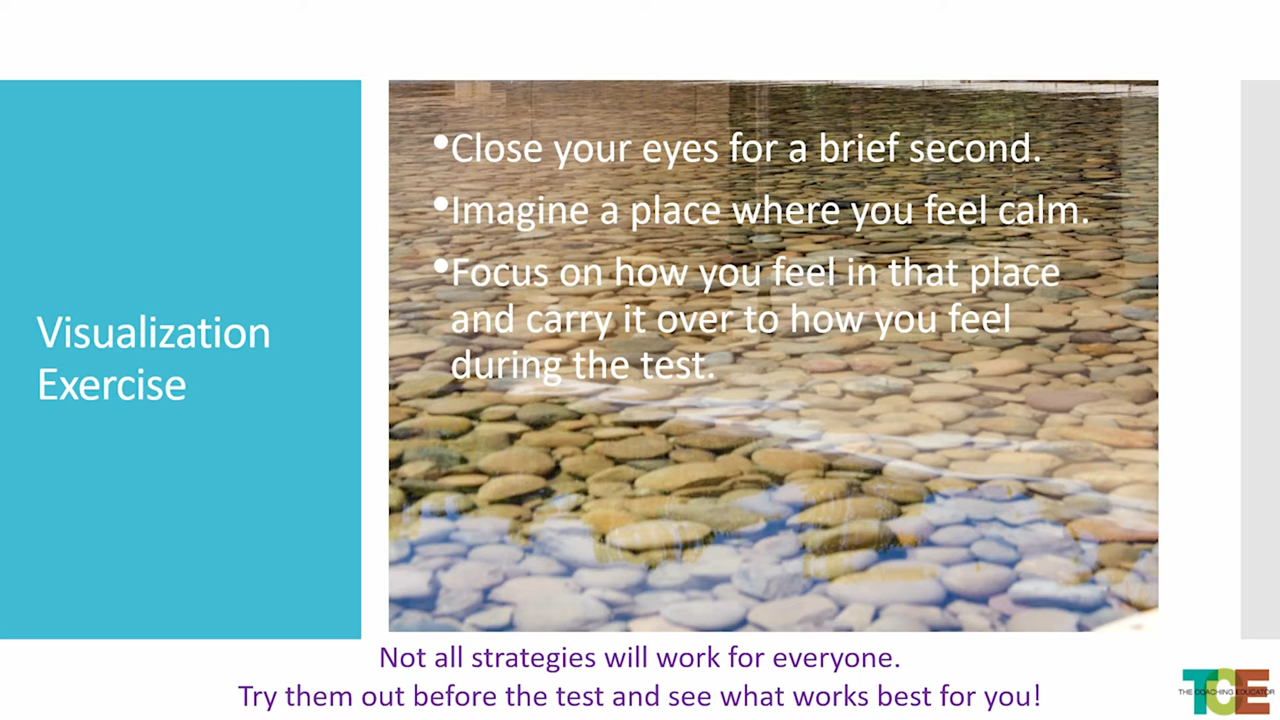 Visualization
Exercise
•Close your eyes for a brief second.
•Imagine a place where you feel calm.
•Focus on how you feel in that place
and carry it over to how you feel
during the test.
Not all strategies will work for everyone.
Try them out before the test and see what works best for you!
TCE
THE COACHING EDUCATOR